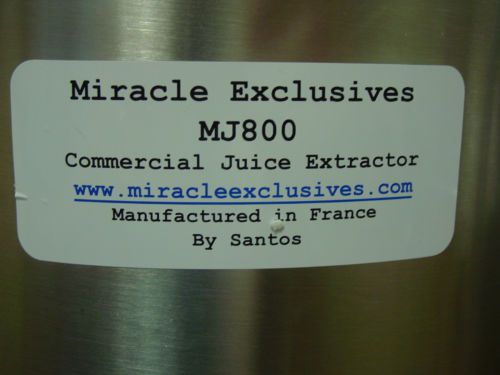 Miracle Exclusives
MJ800
Commercial Juice Extractor
www.miracleexclusives.com
Manufactured in France
By Santos